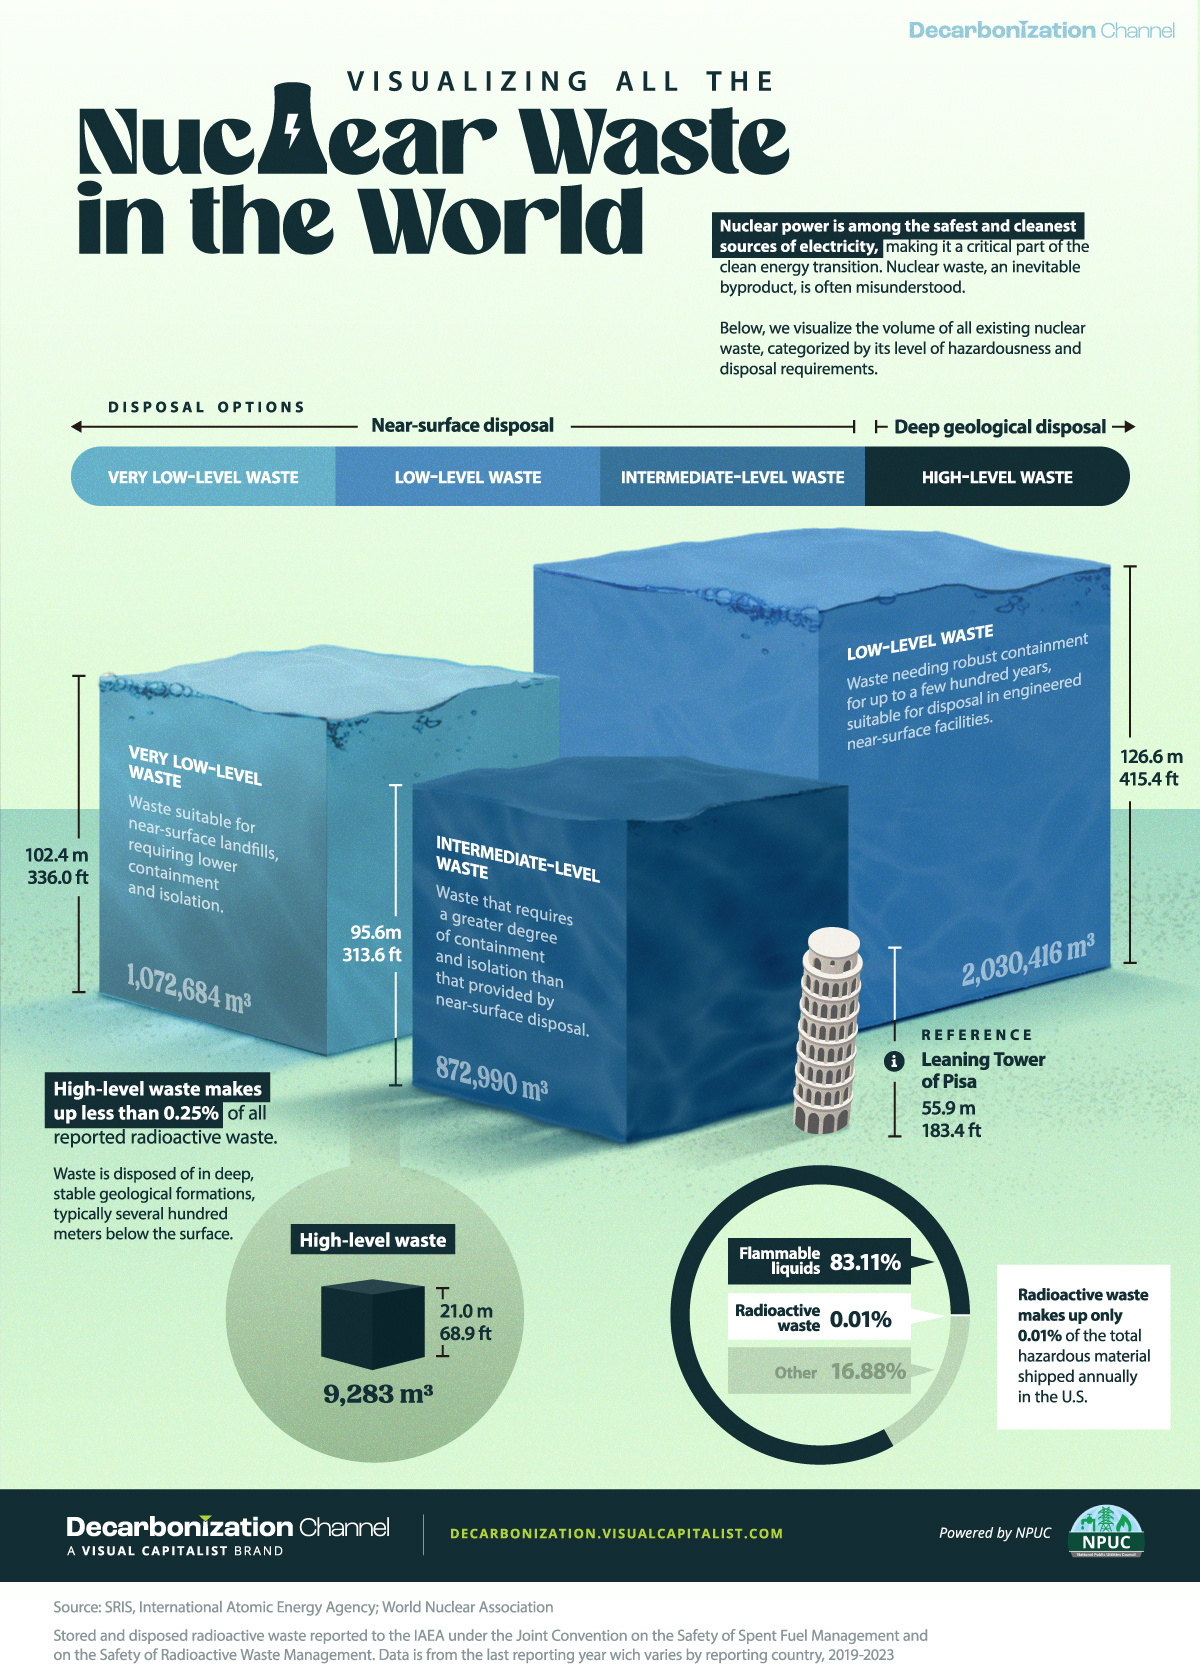 Decarbonization Channel
VISUALIZING ALL THE
Nuclear Waste
in the World
Nuclear power is among the safest and cleanest
sources of electricity, making it a critical part of the
clean energy transition. Nuclear waste, an inevitable
byproduct, is often misunderstood.
Below, we visualize the volume of all existing nuclear
waste, categorized by its level of hazardousness and
disposal requirements.
DISPOSAL OPTIONS
Near-surface disposal
Deep geological disposal
VERY LOW-LEVEL WASTE
LOW-LEVEL WASTE
INTERMEDIATE-LEVEL WASTE
HIGH-LEVEL WASTE
LOW-LEVEL WASTE
Waste needing robust containment
for up to a few hundred years,
suitable for disposal in engineered
near-surface facilities.
2,030,416 m³
126.6 m
415.4 ft
VERY LOW-LEVEL
WASTE
Waste suitable for
near-surface landfills,
requiring lower
containment
and isolation.
1,072,684 m³
102.4 m
336.0 ft
INTERMEDIATE-LEVEL
WASTE
Waste that requires
a greater degree
of containment
and isolation than
that provided by
near-surface disposal.
872,990 m³
95.6m
313.6 ft
REFERENCE
i
Leaning Tower
of Pisa
55.9 m
183.4 ft
High-level waste makes
up less than 0.25% of all
reported radioactive waste.
Waste is disposed of in deep,
stable geological formations,
typically several hundred
meters below the surface.
High-level waste
21.0 m
68.9 ft
9,283 m³
Flammable
liquids 83.11%
Radioactive
waste 0.01%
Other 16.88%
Radioactive waste
makes up only
0.01% of the total
hazardous material
shipped annually
in the U.S.
Decarbonization Channel
A VISUAL CAPITALIST BRAND
DECARBONIZATION.VISUALCAPITALIST.COM
Powered by NPUC
NPUC
National Public Utilities Council
Source: SRIS, International Atomic Energy Agency; World Nuclear Association
Stored and disposed radioactive waste reported to the IAEA under the Joint Convention on the Safety of Spent Fuel Management and
on the Safety of Radioactive Waste Management. Data is from the last reporting year wich varies by reporting country, 2019-2023